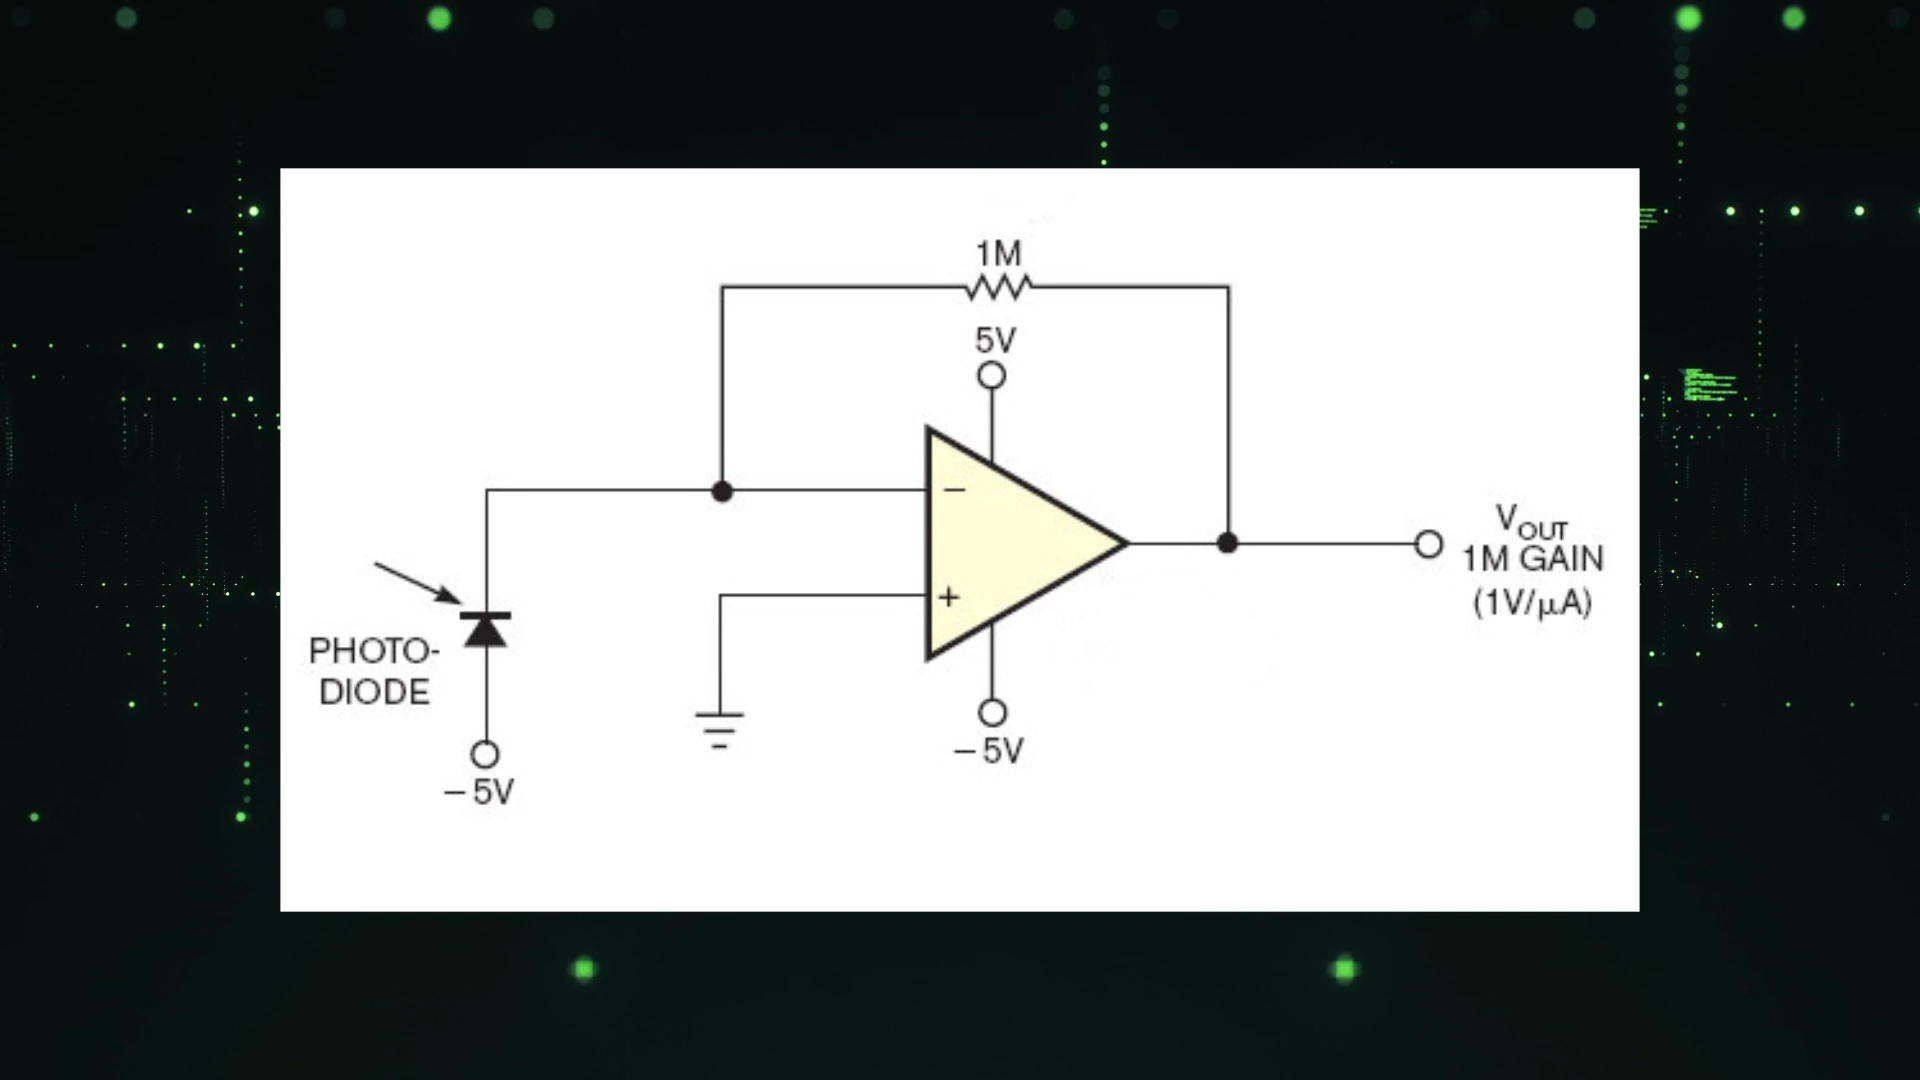 1M
5V
−
+
−5V
PHOTO-
DIODE
−5V
VOUT
1M GAIN
(1V/μA)